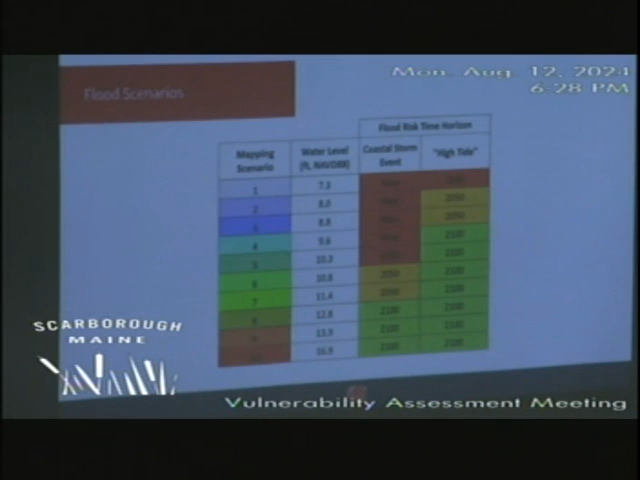 Mon. Aug. 12, 2024
6:28 PM
Flood Scenarios
Flood Risk Time Horizon
Mapping Scenario
Water Level (ft, NAVD88)
Coastal Storm Event
"High Tide"
1 7.3
2 8.0 2050
3 8.8 2050
4 9.6 2100
5 10.3 2100
6 10.8 2050 2100
7 11.4 2050 2100
8 12.8 2100 2100
9 13.9 2100 2100
10 16.9 2100 2100
SCARBOROUGH
MAINE
Vulnerability Assessment Meeting